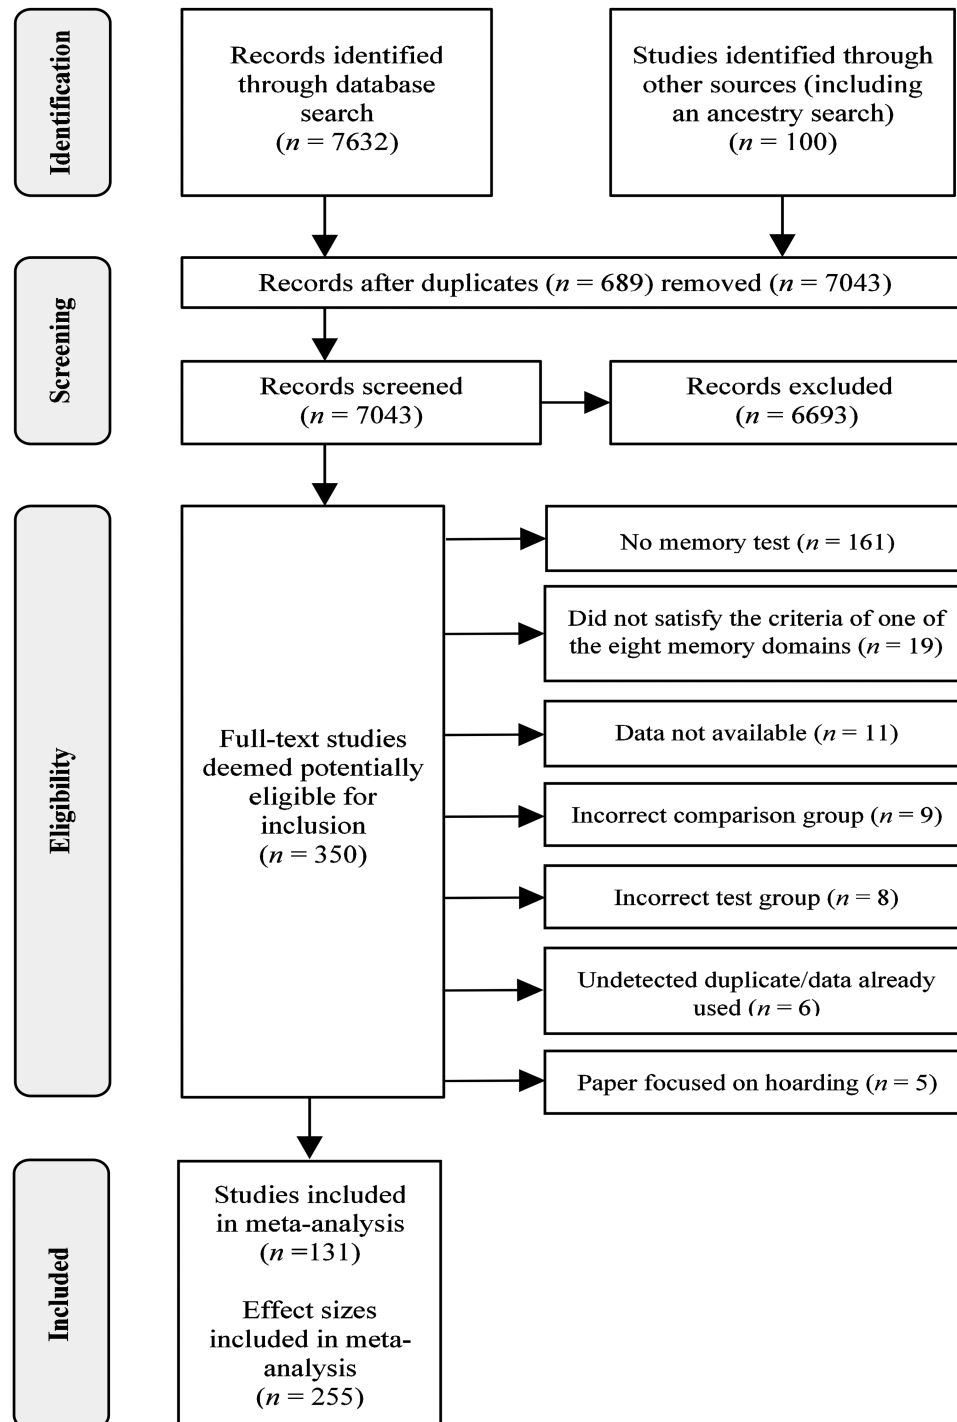 Identification
Records identified
through database
search
(n = 7632)
Studies identified through
other sources (including
an ancestry search)
(n = 100)
Screening
Records after duplicates (n = 689) removed (n = 7043)
Records screened
(n = 7043)
Records excluded
(n = 6693)
Eligibility
Full-text studies
deemed potentially
eligible for
inclusion
(n = 350)
No memory test (n = 161)
Did not satisfy the criteria of one of
the eight memory domains (n = 19)
Data not available (n = 11)
Incorrect comparison group (n = 9)
Incorrect test group (n = 8)
Undetected duplicate/data already
used (n = 6)
Paper focused on hoarding (n = 5)
Included
Studies included
in meta-analysis
(n =131)
Effect sizes
included in meta-
analysis
(n = 255)